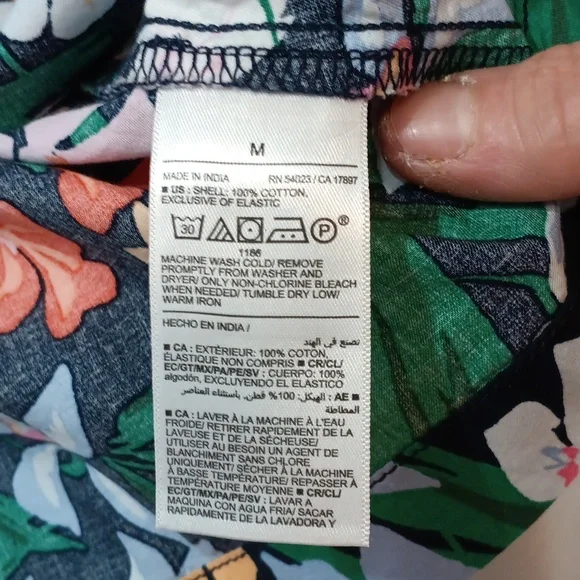 M
MADE IN INDIA RN 54023 / CA 17897
■ US : SHELL: 100% COTTON,
EXCLUSIVE OF ELASTIC
30 P ®
1186
MACHINE WASH COLD/ REMOVE
PROMPTLY FROM WASHER AND
DRYER/ ONLY NON-CHLORINE BLEACH
WHEN NEEDED/ TUMBLE DRY LOW/
WARM IRON
HECHO EN INDIA /
تصنع في الهند
■ CA : EXTÉRIEUR: 100% COTON,
ÉLASTIQUE NON COMPRIS ■ CR/CL/
EC/GT/MX/PA/PE/SV : CUERPO: 100%
algodón, EXCLUYENDO EL ELASTICO
■ AE : الهيكل: 100% قطن, باستثناء العناصر
المطاطة
■ CA : LAVER À LA MACHINE À L'EAU
FROIDE/ RETIRER RAPIDEMENT DE LA
LAVEUSE ET DE LA SÉCHEUSE/
UTILISER AU BESOIN UN AGENT DE
BLANCHIMENT SANS CHLORE
UNIQUEMENT/ SÉCHER À LA MACHINE
À BASSE TEMPÉRATURE/ REPASSER À
TEMPÉRATURE MOYENNE ■ CR/CL/
EC/GT/MX/PA/PE/SV : LAVAR A
MAQUINA CON AGUA FRIA/ SACAR
RAPIDAMENTE DE LA LAVADORA Y